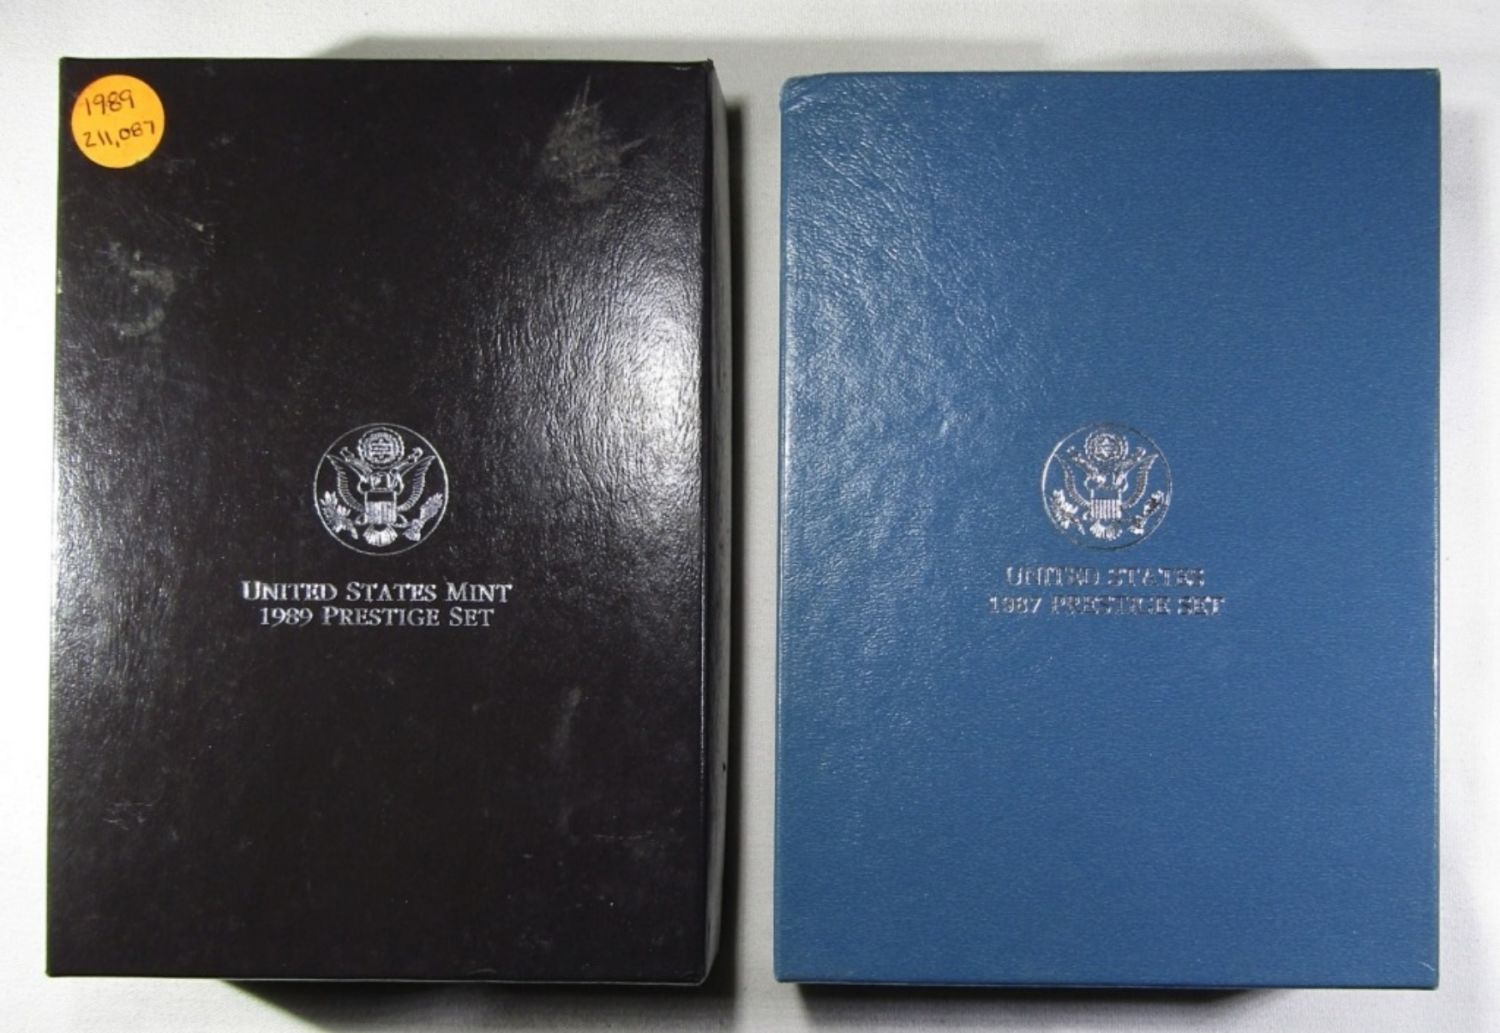 1989
211,087
UNITED STATES MINT
1989 PRESTIGE SET
UNITED STATES
1987 PRESTIGE SET